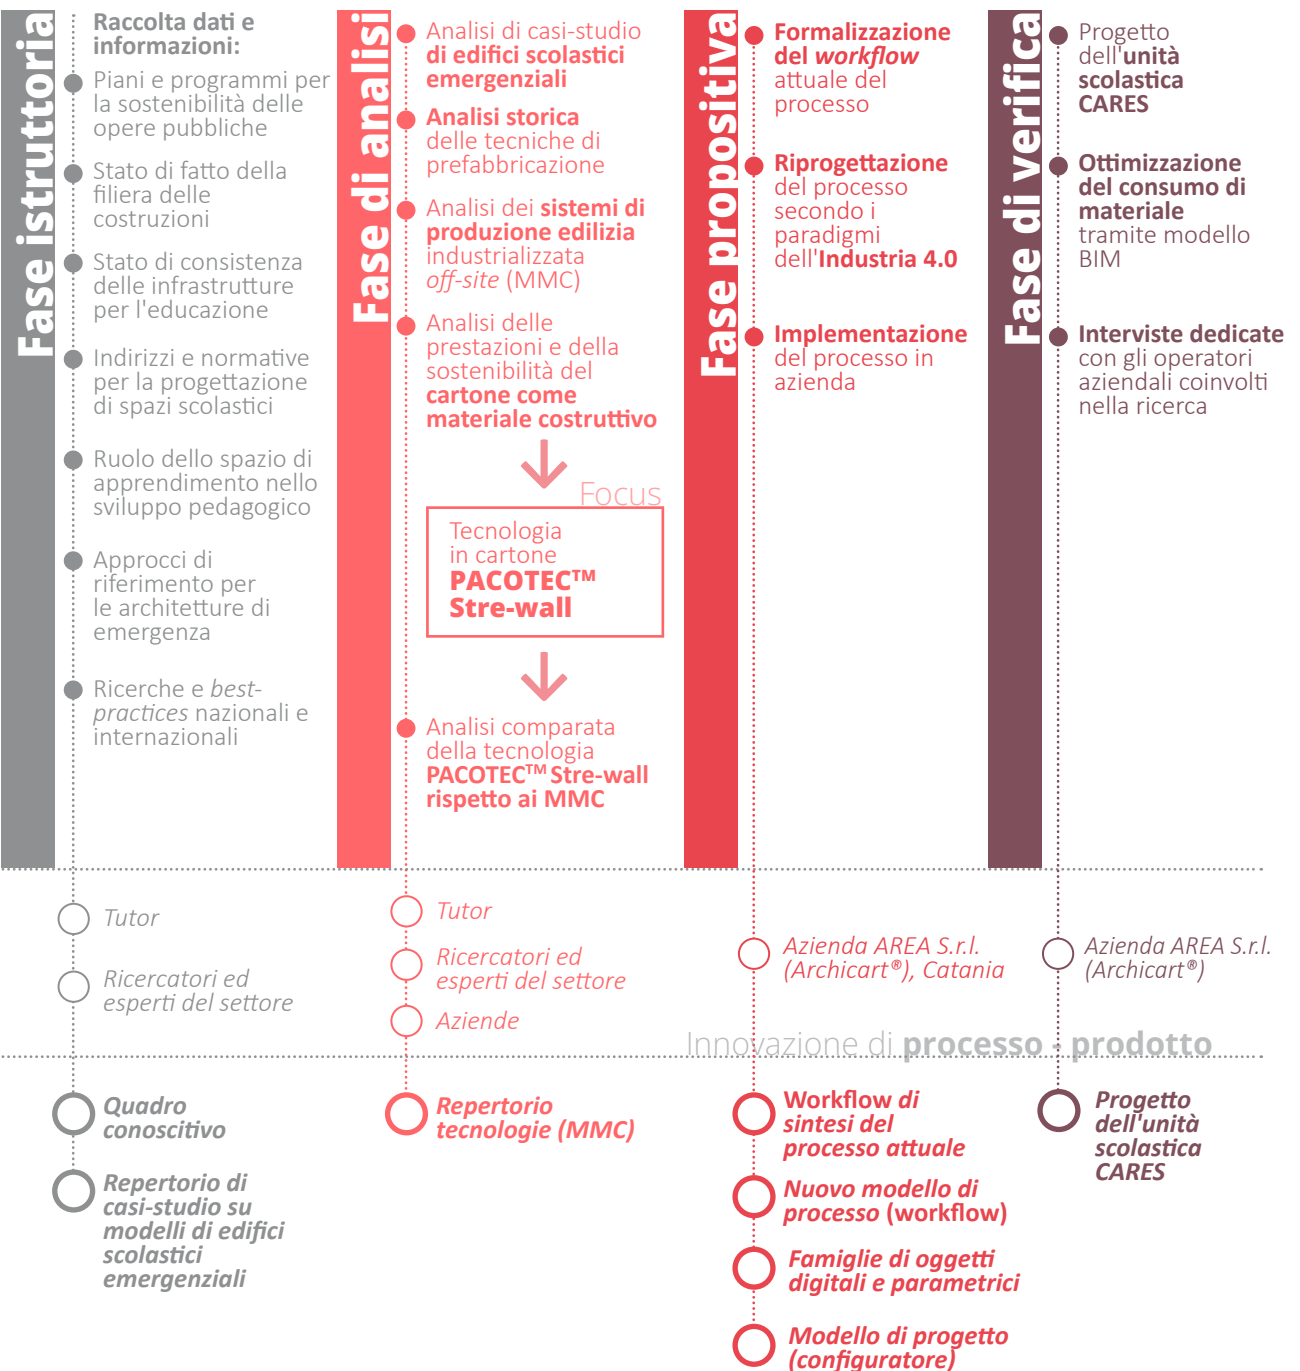 Fase istruttoria
Raccolta dati e
informazioni:
Piani e programmi per
la sostenibilità delle
opere pubbliche
Stato di fatto della
filiera delle
costruzioni
Stato di consistenza
delle infrastrutture
per l'educazione
Indirizzi e normative
per la progettazione
di spazi scolastici
Ruolo dello spazio di
apprendimento nello
sviluppo pedagogico
Approcci di
riferimento per
le architetture di
emergenza
Ricerche e best-
practices nazionali e
internazionali
Fase di analisi
Analisi di casi-studio
di edifici scolastici
emergenziali
Analisi storica
delle tecniche di
prefabbricazione
Analisi dei sistemi di
produzione edilizia
industrializzata
off-site (MMC)
Analisi delle
prestazioni e della
sostenibilità del
cartone come
materiale costruttivo
Focus
Tecnologia
in cartone
PACOTEC™
Stre-wall
Analisi comparata
della tecnologia
PACOTEC™ Stre-wall
rispetto ai MMC
Fase propositiva
Formalizzazione
del workflow
attuale del
processo
Riprogettazione
del processo
secondo i
paradigmi
dell'Industria 4.0
Implementazione
del processo in
azienda
Fase di verifica
Progetto
dell'unità
scolastica
CARES
Ottimizzazione
del consumo di
materiale
tramite modello
BIM
Interviste dedicate
con gli operatori
aziendali coinvolti
nella ricerca
Tutor
Ricercatori ed
esperti del settore
Tutor
Ricercatori ed
esperti del settore
Aziende
Azienda AREA S.r.l.
(Archicart®), Catania
Azienda AREA S.r.l.
(Archicart®)
Innovazione di processo - prodotto
Quadro
conoscitivo
Repertorio di
casi-studio su
modelli di edifici
scolastici
emergenziali
Repertorio
tecnologie (MMC)
Workflow di
sintesi del
processo attuale
Nuovo modello di
processo (workflow)
Famiglie di oggetti
digitali e parametrici
Modello di progetto
(configuratore)
Progetto
dell'unità
scolastica
CARES